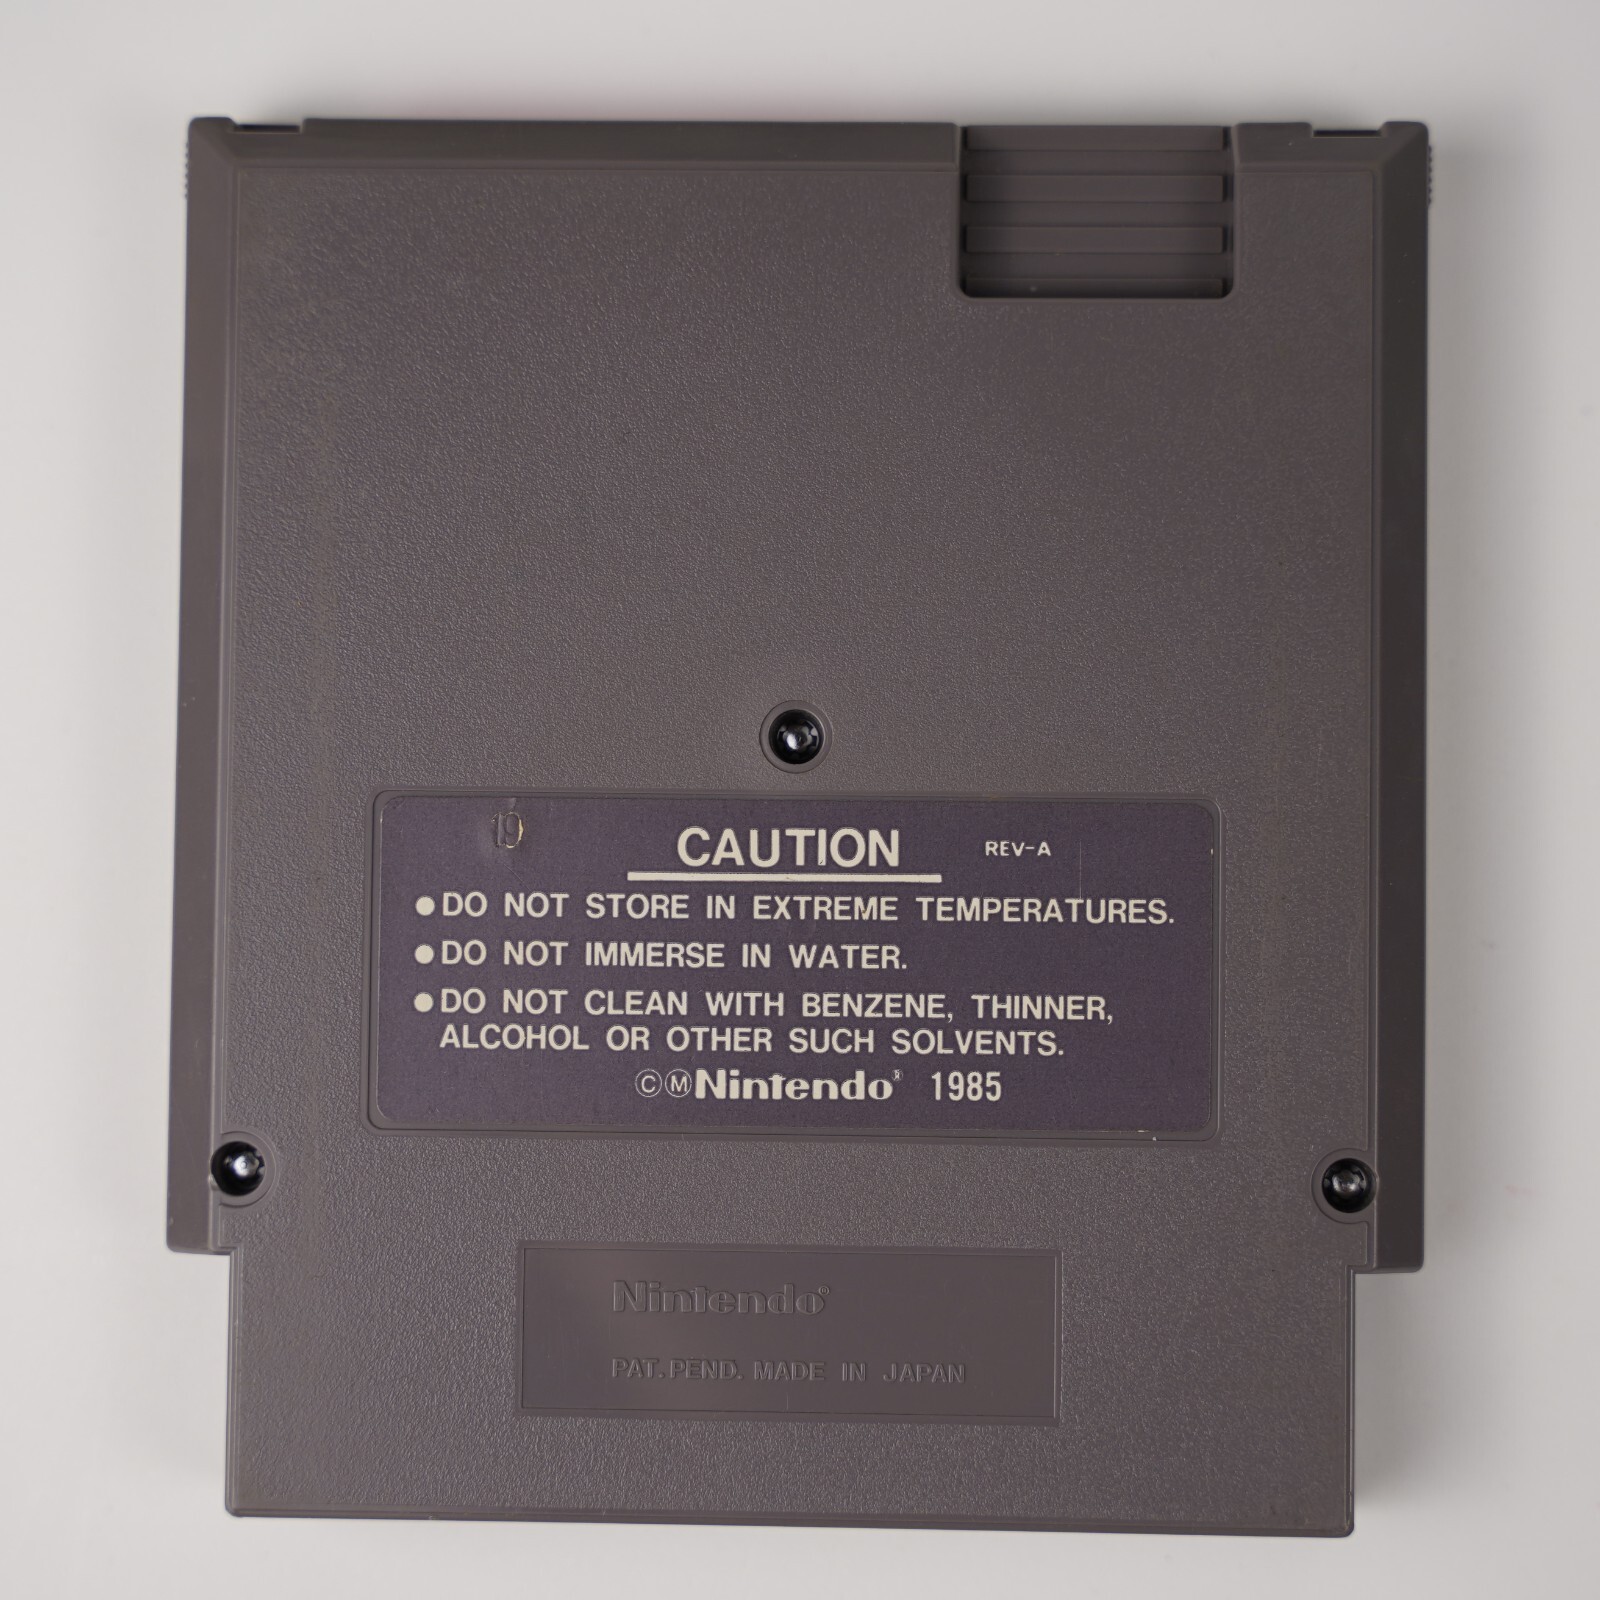 19
CAUTION REV-A
●DO NOT STORE IN EXTREME TEMPERATURES.
●DO NOT IMMERSE IN WATER.
●DO NOT CLEAN WITH BENZENE, THINNER,
ALCOHOL OR OTHER SUCH SOLVENTS.
ⒸⓂNintendo® 1985
Nintendo®
PAT. PEND. MADE IN JAPAN